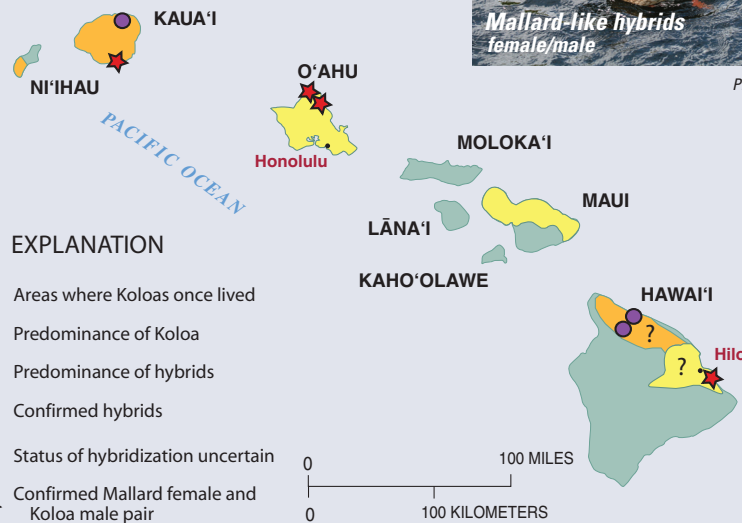 Mallard-like hybrids
female/male
P
KAUA‘I
NI‘IHAU
O‘AHU
PACIFIC OCEAN
Honolulu
MOLOKA‘I
MAUI
LĀNA‘I
KAHO‘OLAWE
HAWAI‘I
?
?
Hilo
EXPLANATION
Areas where Koloas once lived
Predominance of Koloa
Predominance of hybrids
Confirmed hybrids
Status of hybridization uncertain
Confirmed Mallard female and
Koloa male pair
0 100 MILES
0 100 KILOMETERS